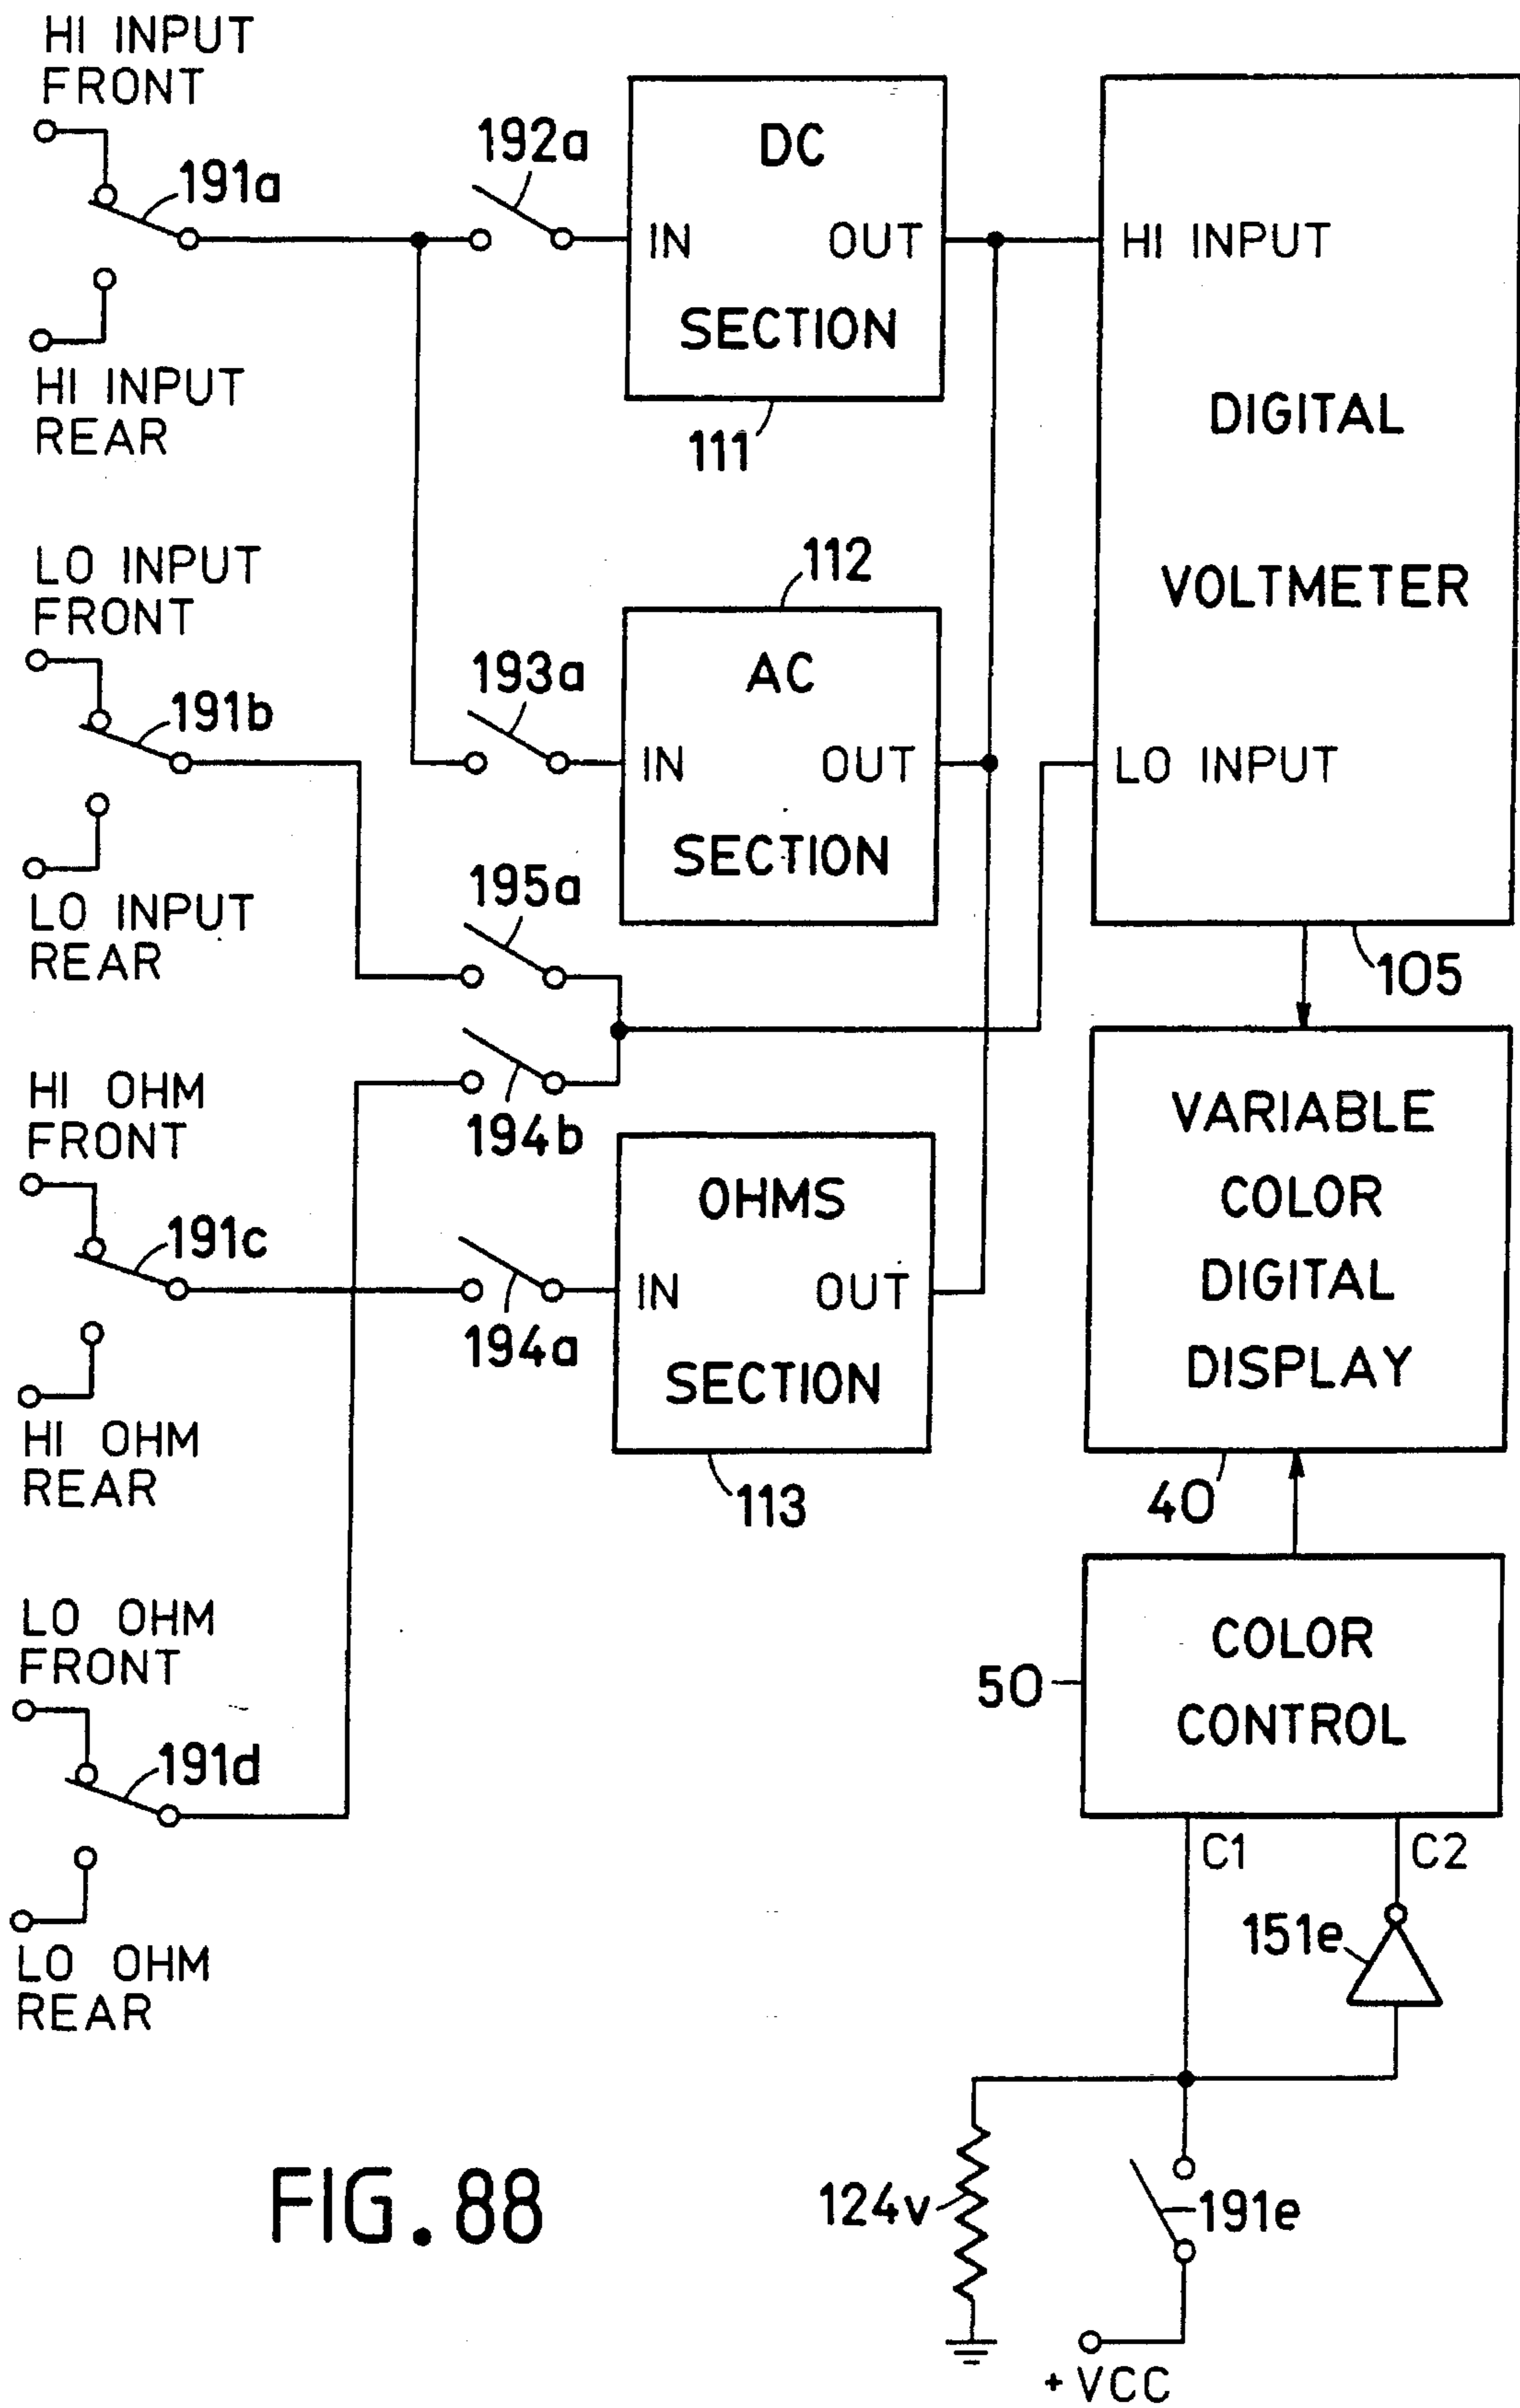 HI INPUT
FRONT
191a
HI INPUT
REAR
192a
DC
IN OUT
SECTION
111
HI INPUT
DIGITAL
VOLTMETER
LO INPUT
105
LO INPUT
FRONT
191b
LO INPUT
REAR
112
193a
AC
IN OUT
SECTION
195a
194b
HI OHM
FRONT
191c
HI OHM
REAR
194a
OHMS
IN OUT
SECTION
113
VARIABLE
COLOR
DIGITAL
DISPLAY
40
LO OHM
FRONT
191d
LO OHM
REAR
50
COLOR
CONTROL
C1 C2
151e
124v
191e
+ VCC
FIG. 88